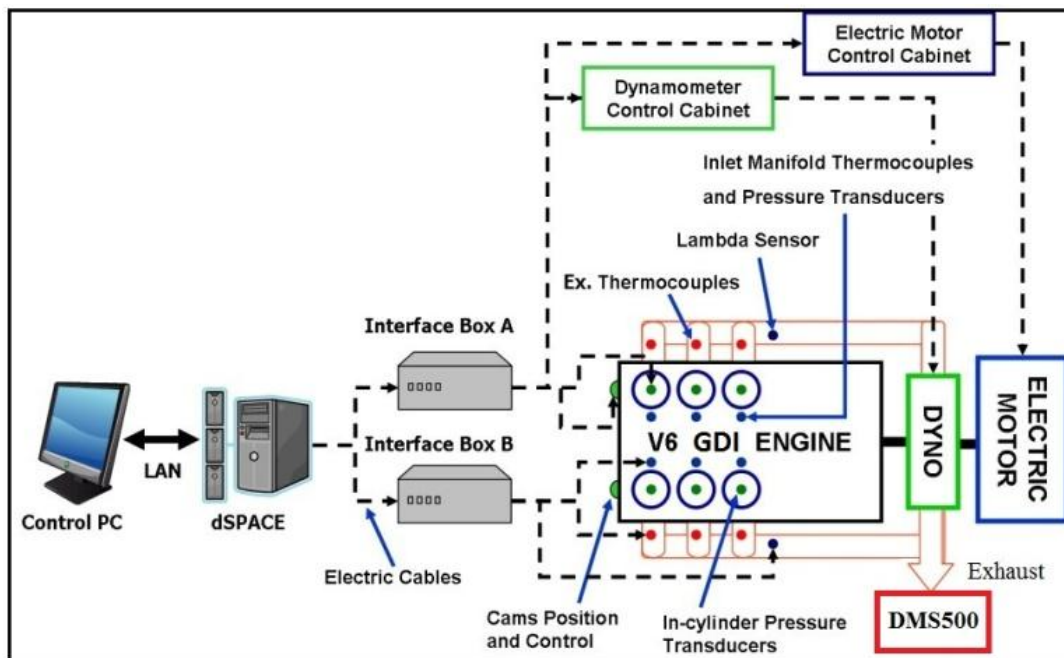 Electric Motor
Control Cabinet
Dynamometer
Control Cabinet
Inlet Manifold Thermocouples
and Pressure Transducers
Lambda Sensor
Ex. Thermocouples
Interface Box A
Interface Box B
LAN
Control PC
dSPACE
Electric Cables
V6 GDI ENGINE
DYNO
ELECTRIC
MOTOR
Cams Position
and Control
In-cylinder Pressure
Transducers
Exhaust
DMS500